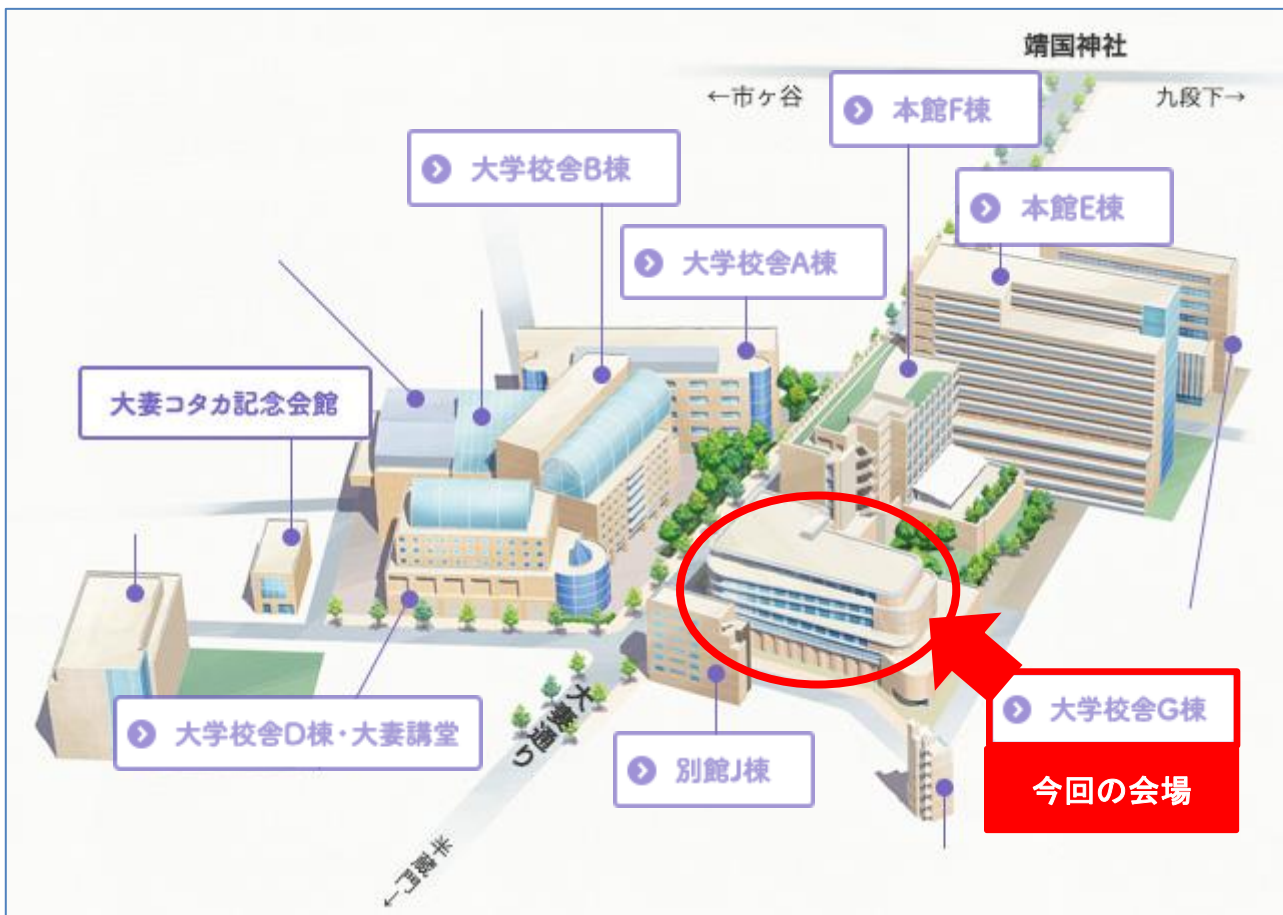 靖国神社
←市ヶ谷
九段下→
本館F棟
大学校舎B棟
本館E棟
大学校舎A棟
大妻コタカ記念会館
大学校舎G棟
大学校舎D棟・大妻講堂
大妻通り
別館J棟
今回の会場
半蔵門↓